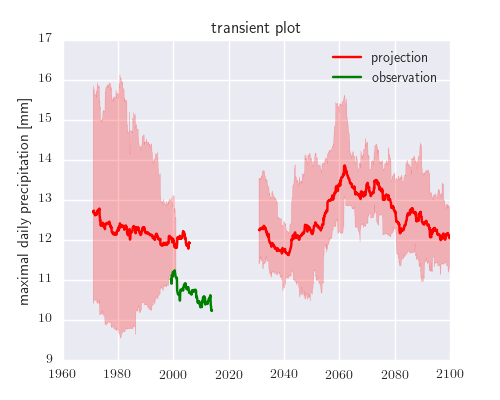 transient plot
projection
observation
maximal daily precipitation [mm]
17
16
15
14
13
12
11
10
9
1960 1980 2000 2020 2040 2060 2080 2100